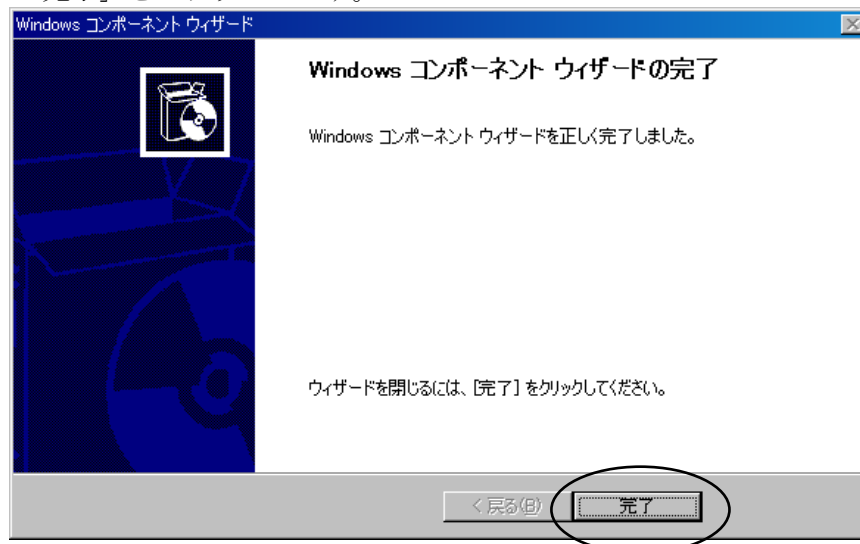 Windows コンポーネント ウィザード
Windows コンポーネント ウィザードの完了
Windows コンポーネント ウィザードを正しく完了しました。
ウィザードを閉じるには、[完了] をクリックしてください。
< 戻る(B)
完了